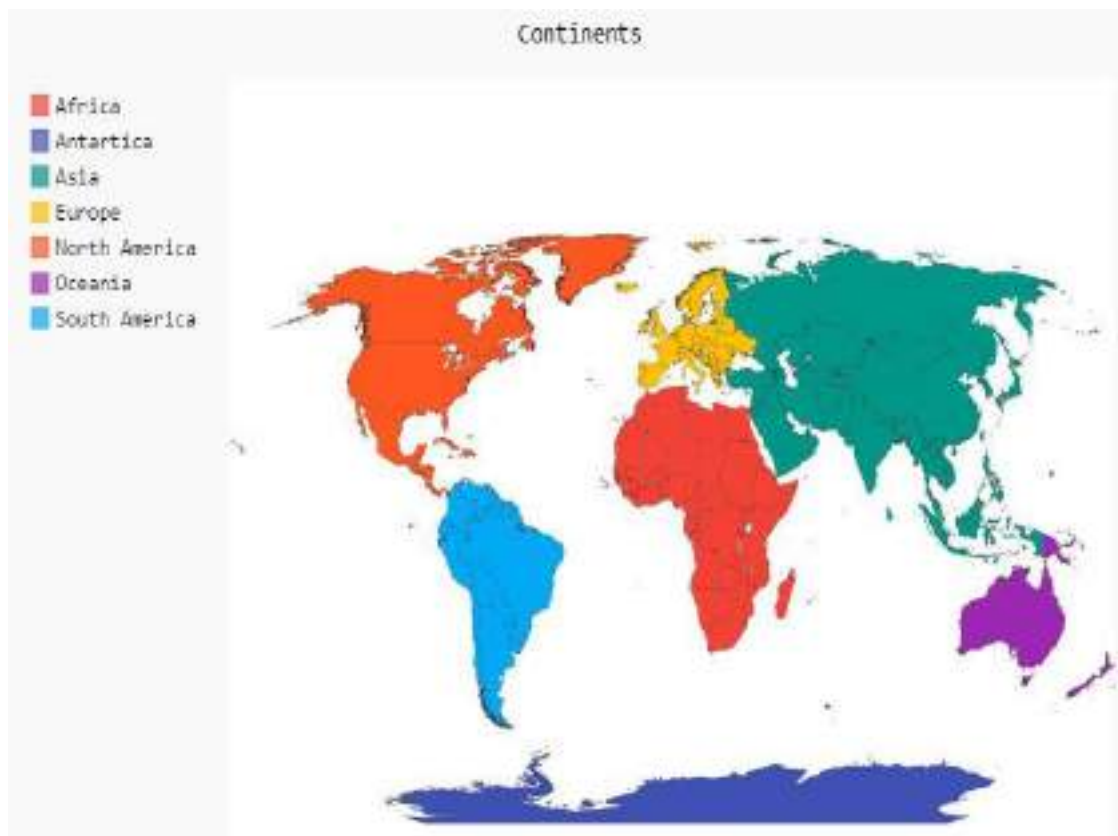 Continents
Africa
Antartica
Asia
Europe
North America
Oceania
South America